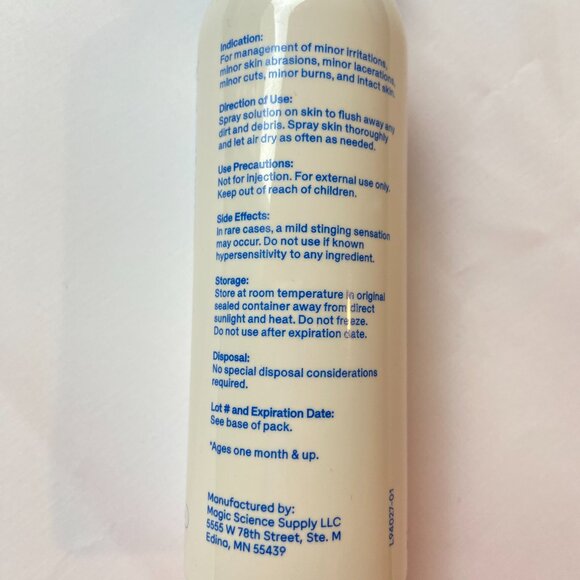 Indication:
For management of minor irritations,
minor skin abrasions, minor lacerations,
minor cuts, minor burns, and intact skin.
Direction of Use:
Spray solution on skin to flush away any
dirt and debris. Spray skin thoroughly
and let air dry as often as needed.
Use Precautions:
Not for injection. For external use only.
Keep out of reach of children.
Side Effects:
In rare cases, a mild stinging sensation
may occur. Do not use if known
hypersensitivity to any ingredient.
Storage:
Store at room temperature in original
sealed container away from direct
sunlight and heat. Do not freeze.
Do not use after expiration date.
Disposal:
No special disposal considerations
required.
Lot # and Expiration Date:
See base of pack.
*Ages one month & up.
Manufactured by:
Magic Science Supply LLC
5555 W 78th Street, Ste. M
Edina, MN 55439
L94027-01